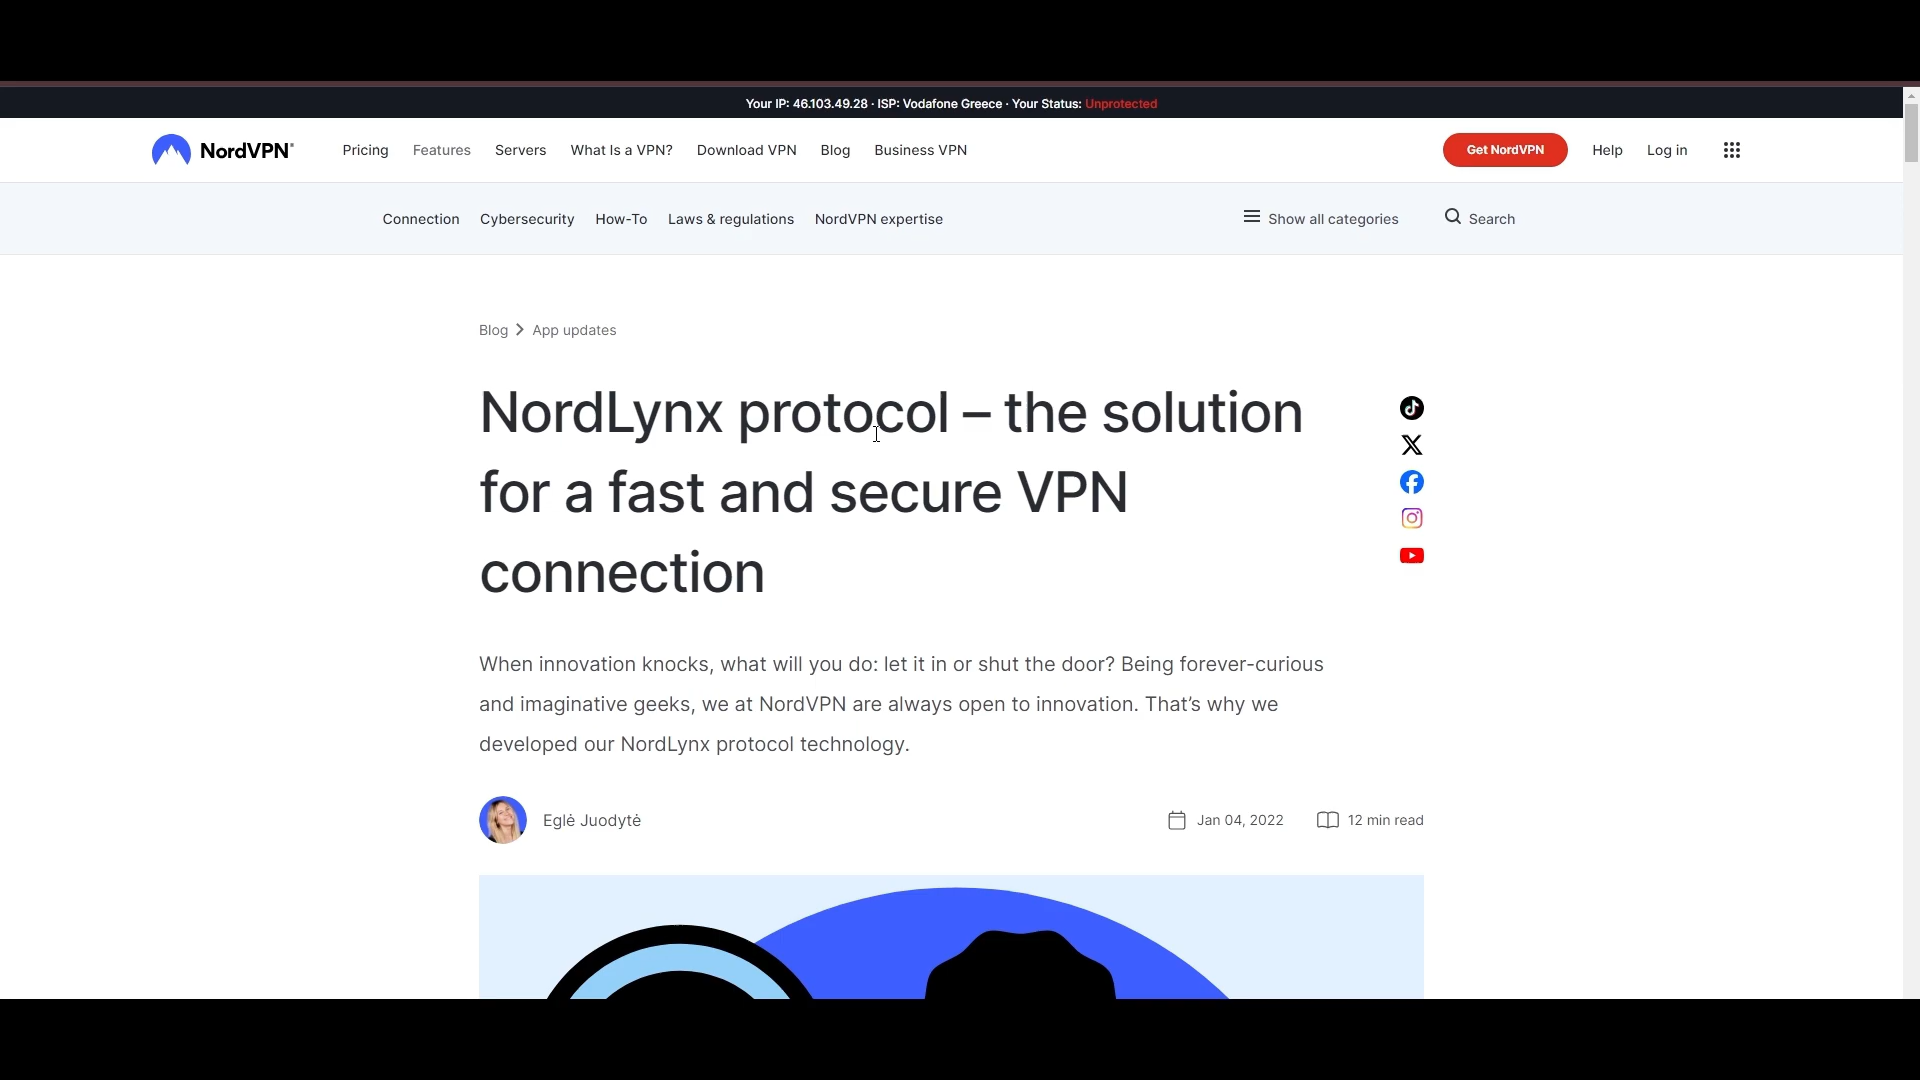 Your IP: 46.103.49.28 · ISP: Vodafone Greece · Your Status: Unprotected
NordVPN®
Pricing
Features
Servers
What Is a VPN?
Download VPN
Blog
Business VPN
Get NordVPN
Help
Log in
Connection
Cybersecurity
How-To
Laws & regulations
NordVPN expertise
Show all categories
Search
Blog
App updates
NordLynx protocol – the solution
for a fast and secure VPN
connection
When innovation knocks, what will you do: let it in or shut the door? Being forever-curious
and imaginative geeks, we at NordVPN are always open to innovation. That’s why we
developed our NordLynx protocol technology.
Eglė Juodytė
Jan 04, 2022
12 min read